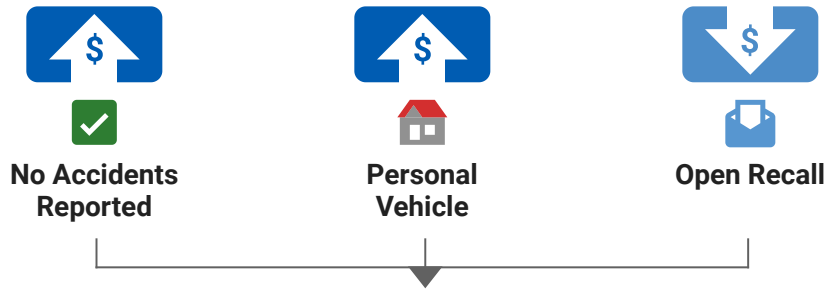 $
$
$
No Accidents
Reported
Personal
Vehicle
Open Recall